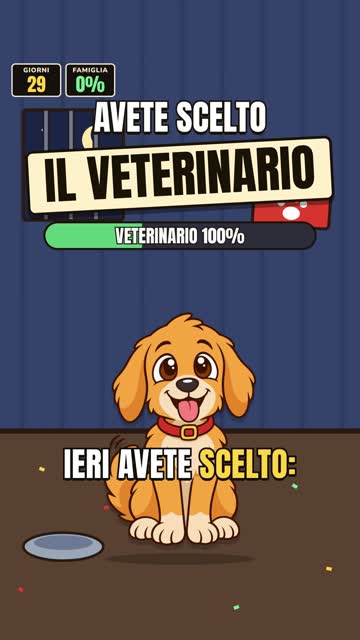 GIORNI
29
FAMIGLIA
0%
AVETE SCELTO
IL VETERINARIO
VETERINARIO 100%
IERI AVETE SCELTO: